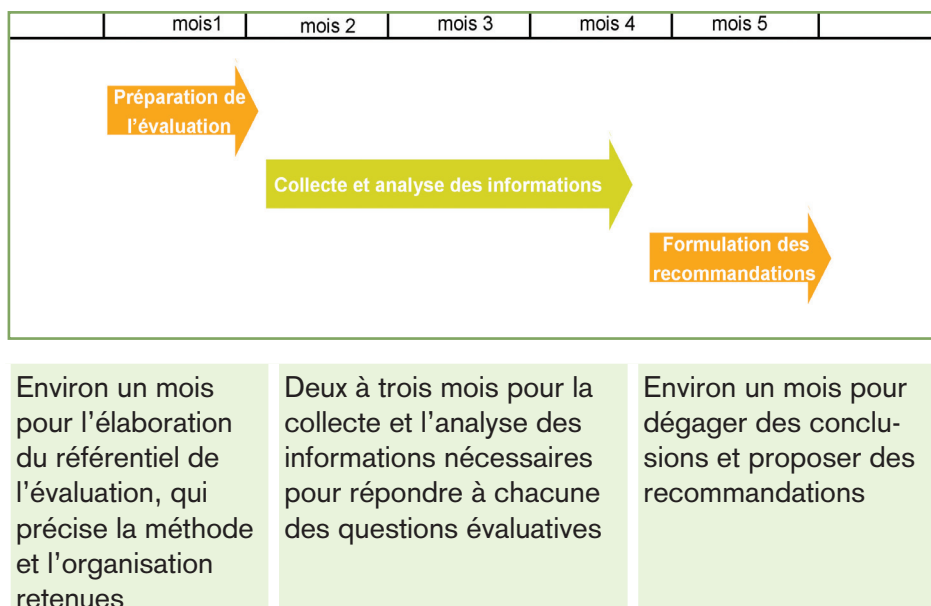 mois1 mois 2 mois 3 mois 4 mois 5
Préparation de
l’évaluation
Collecte et analyse des informations
Formulation des
recommandations
Environ un mois
pour l’élaboration
du référentiel de
l’évaluation, qui
précise la méthode
et l’organisation
retenues
Deux à trois mois pour la
collecte et l’analyse des
informations nécessaires
pour répondre à chacune
des questions évaluatives
Environ un mois pour
dégager des conclu-
sions et proposer des
recommandations